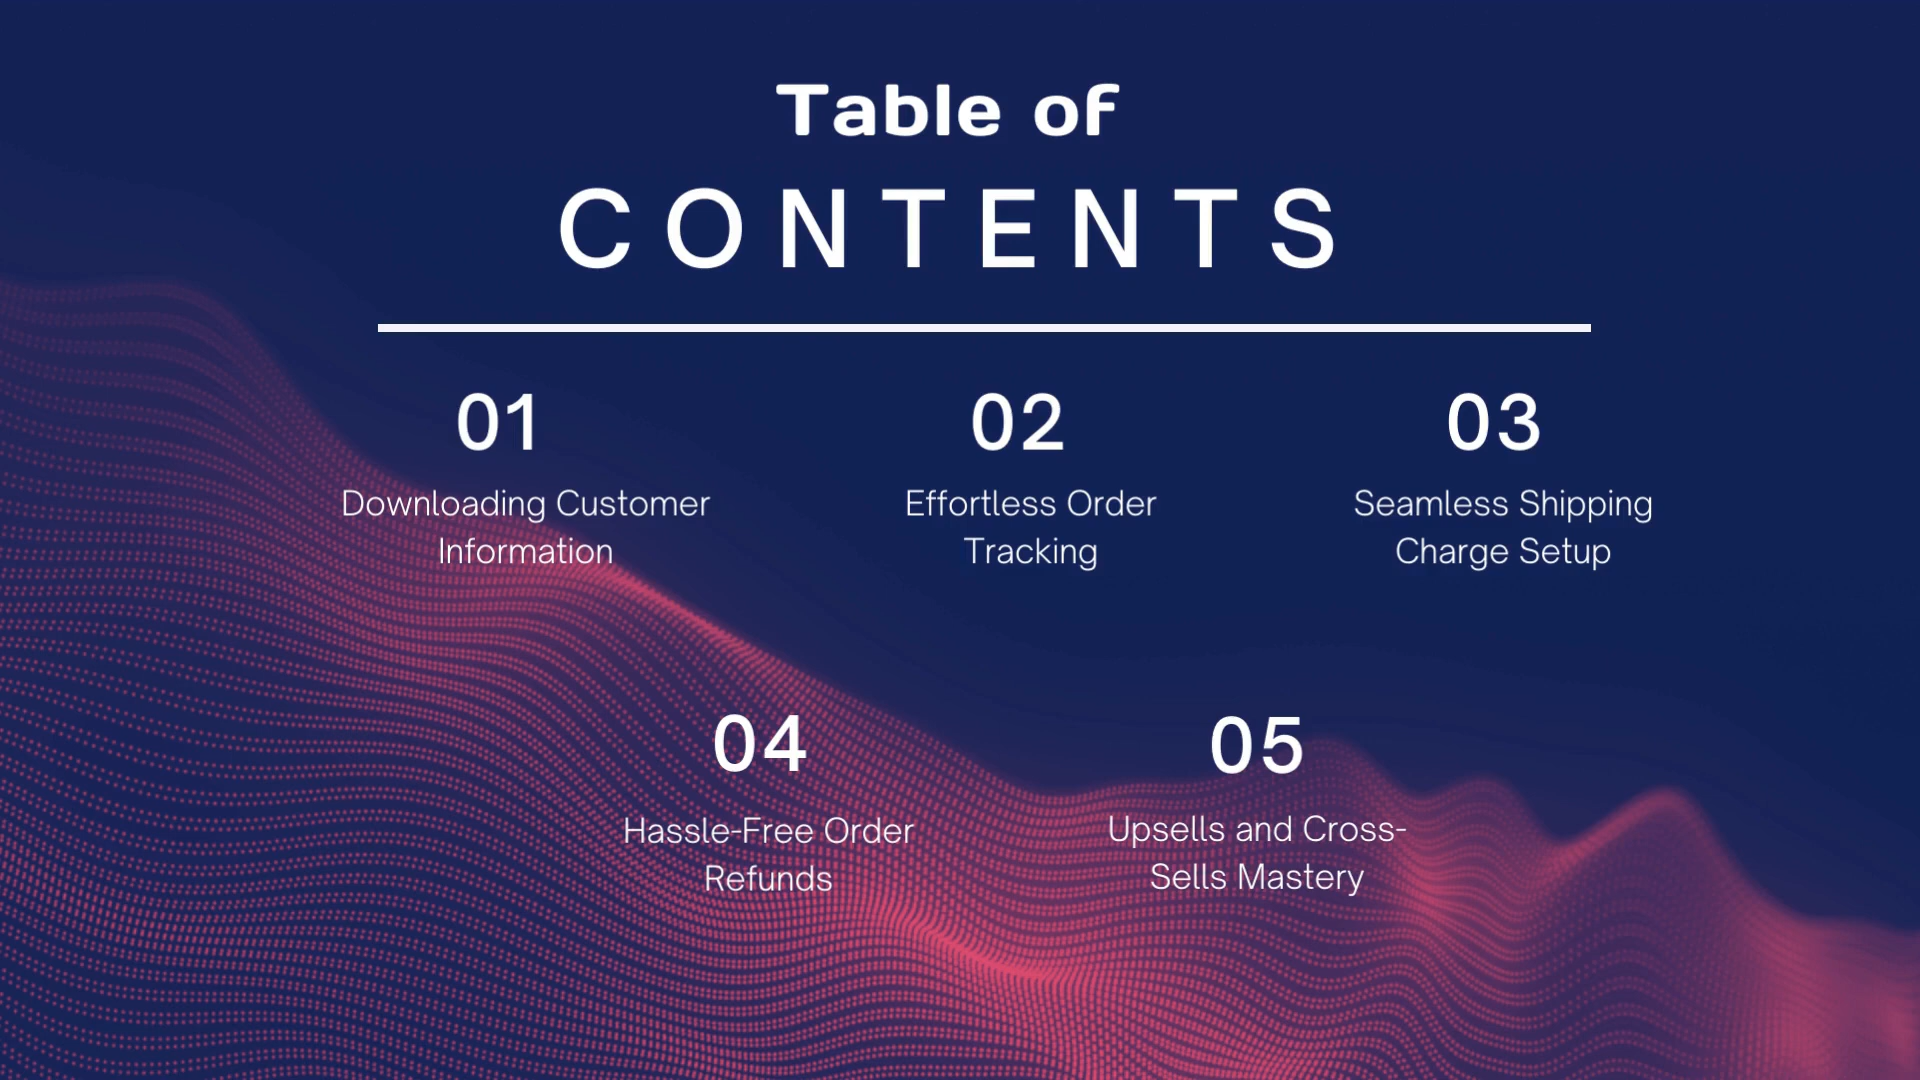 Table of
CONTENTS
01
Downloading Customer
Information
02
Effortless Order
Tracking
03
Seamless Shipping
Charge Setup
04
Hassle-Free Order
Refunds
05
Upsells and Cross-
Sells Mastery